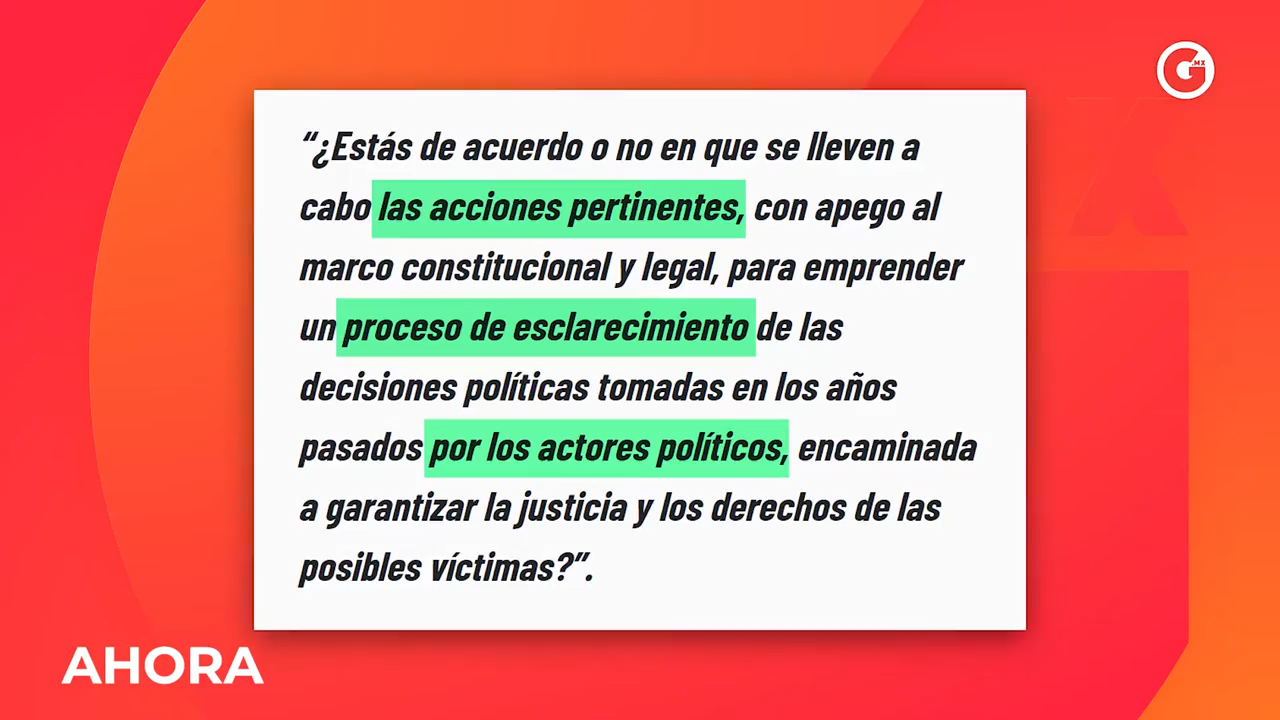 G.MX
“¿Estás de acuerdo o no en que se lleven a
cabo las acciones pertinentes, con apego al
marco constitucional y legal, para emprender
un proceso de esclarecimiento de las
decisiones políticas tomadas en los años
pasados por los actores políticos, encaminada
a garantizar la justicia y los derechos de las
posibles víctimas?”.
AHORA